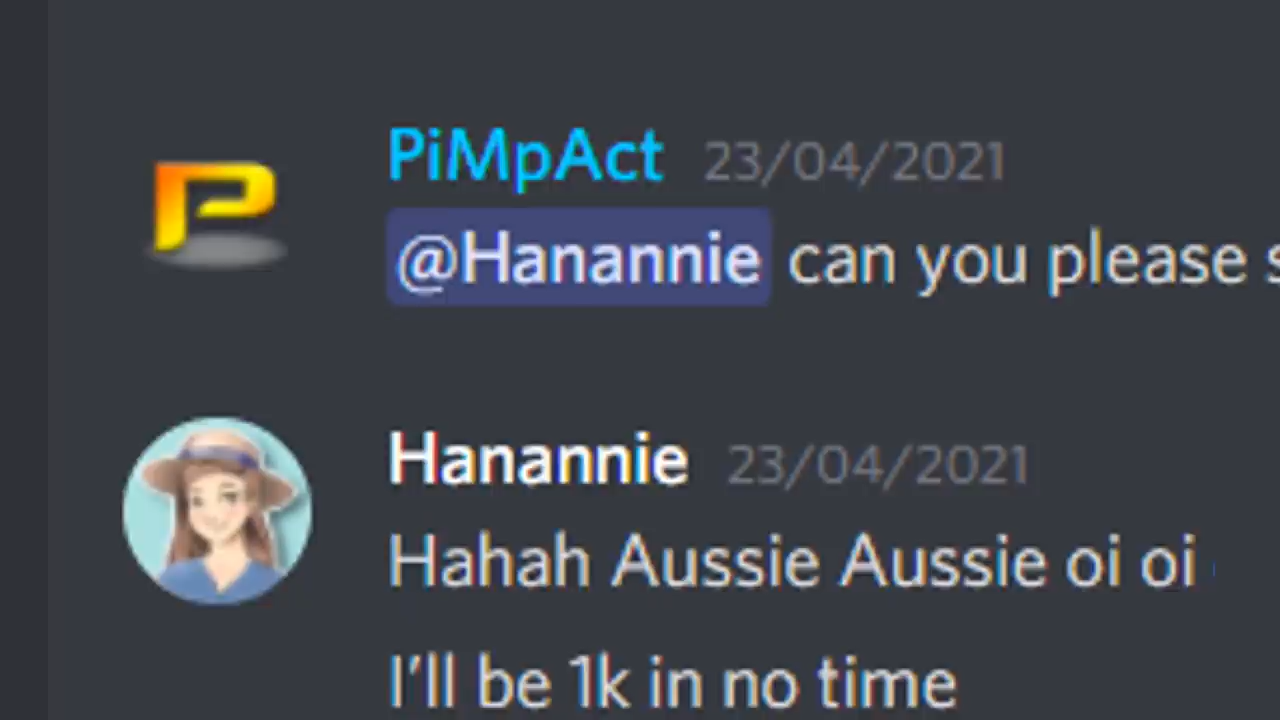 PiMpAct 23/04/2021
@Hanannie can you please
Hanannie 23/04/2021
Hahah Aussie Aussie oi oi
I'll be 1k in no time